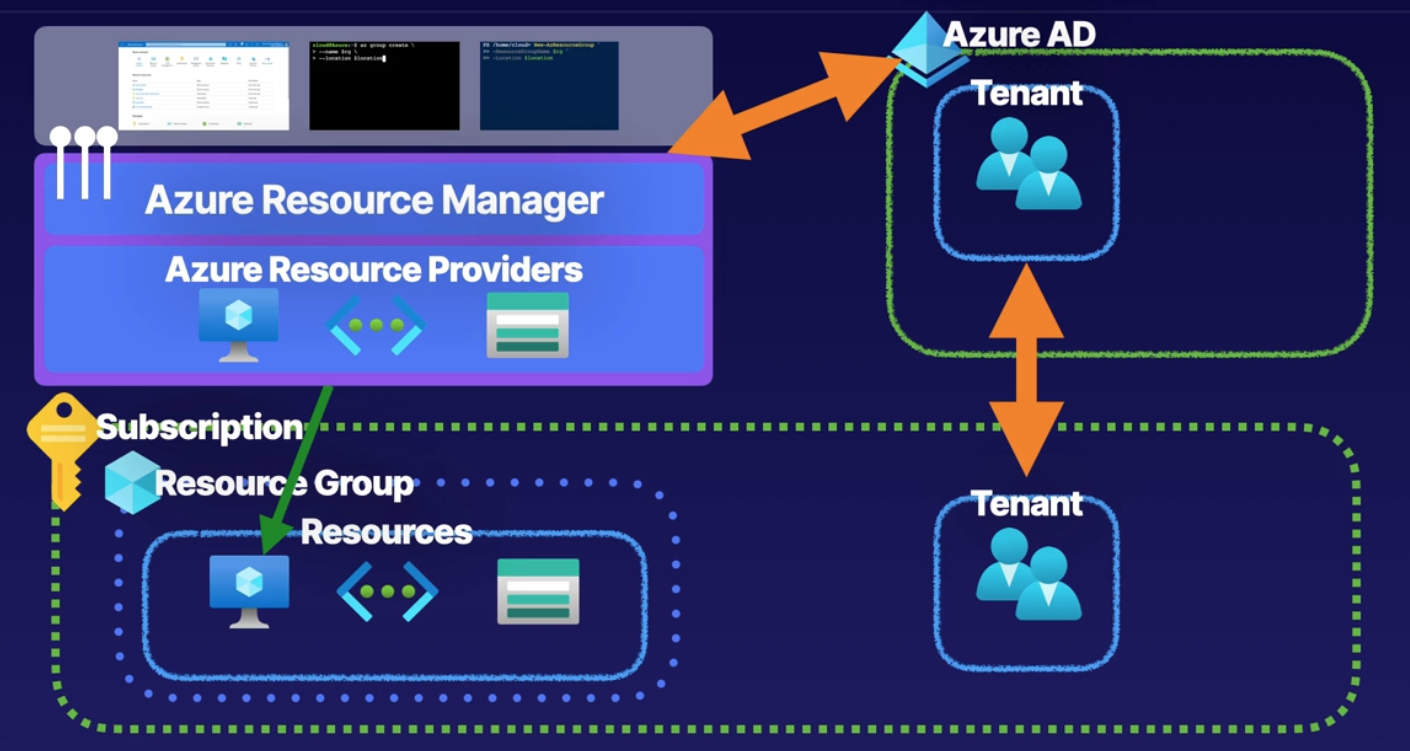 cloud@Azure:~$ az group create \
> --name $rg \
> --location $location
PS /home/cloud> New-AzResourceGroup `
>> -ResourceGroupName $rg `
>> -Location $location
Azure AD
Tenant
Azure Resource Manager
Azure Resource Providers
Subscription
Resource Group
Resources
Tenant